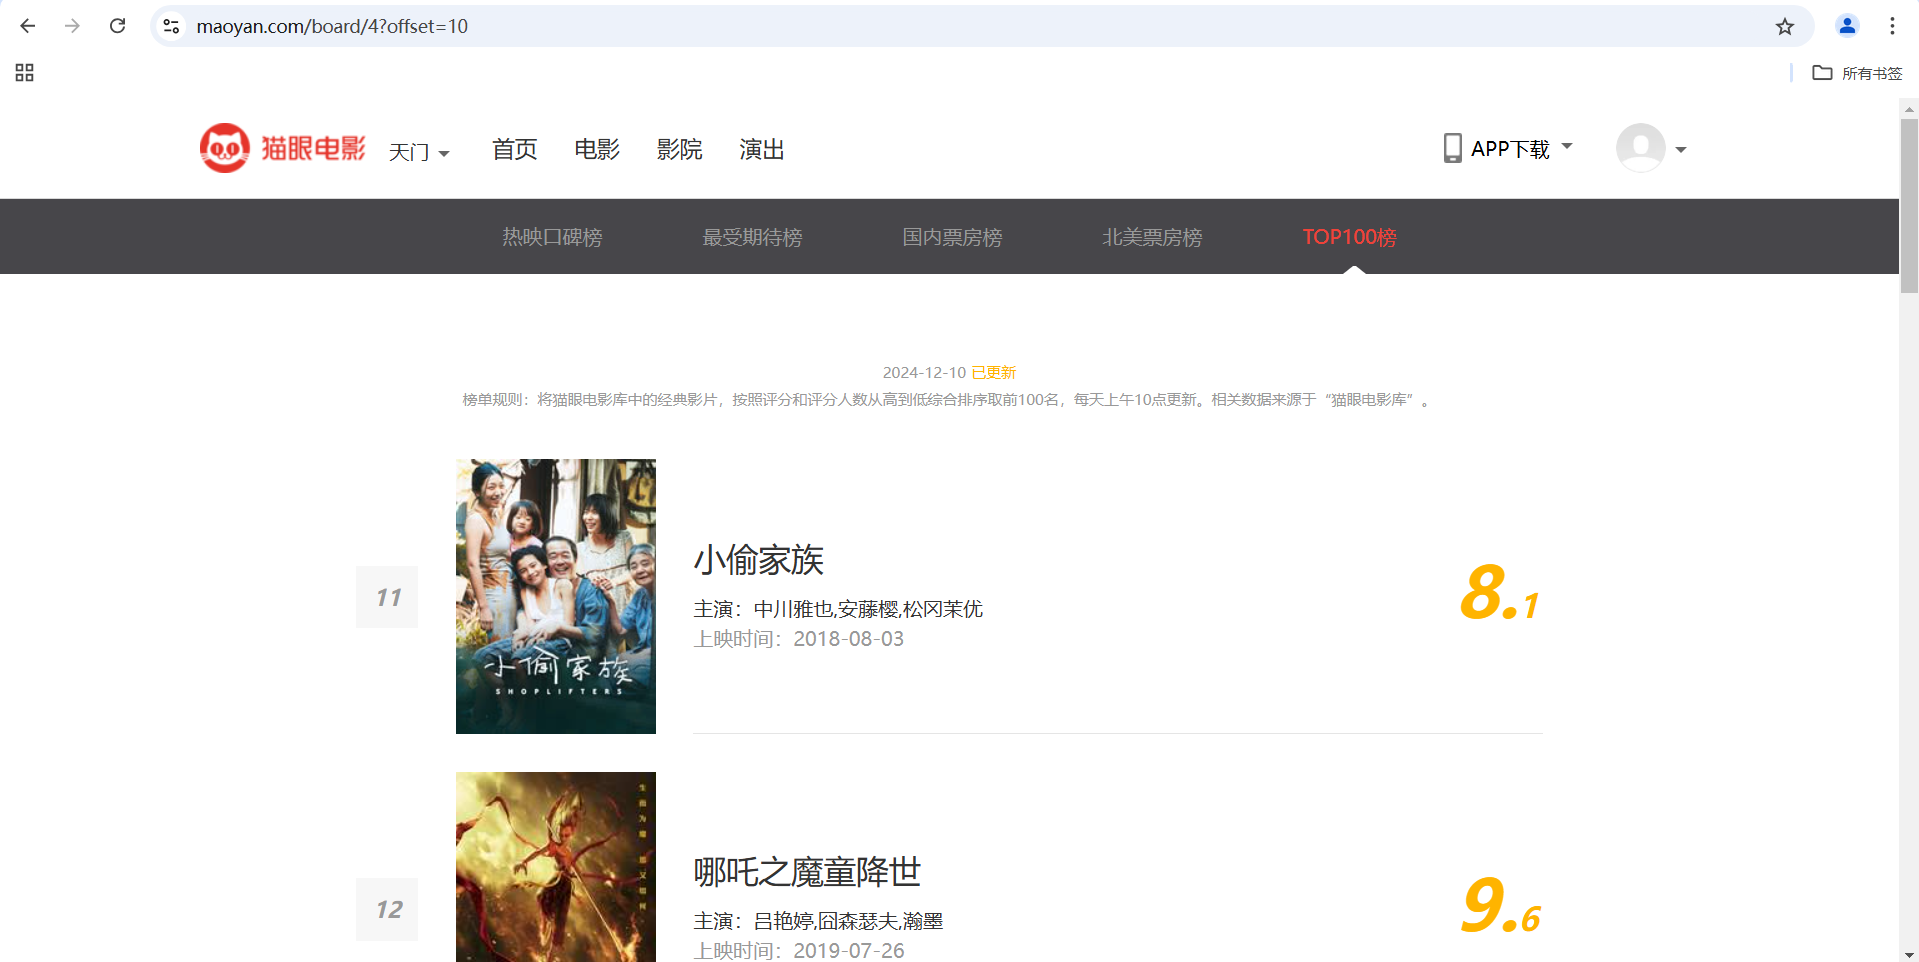 maoyan.com/board/4?offset=10
所有书签
猫眼电影 天门 首页 电影 影院 演出 APP下载
热映口碑榜 最受期待榜 国内票房榜 北美票房榜 TOP100榜
2024-12-10 已更新
榜单规则：将猫眼电影库中的经典影片，按照评分和评分人数从高到低综合排序取前100名，每天上午10点更新。相关数据来源于“猫眼电影库”。
小偷家族
SHOPLIFTERS
11
小偷家族
主演：中川雅也,安藤樱,松冈茉优
上映时间：2018-08-03
8.1
生而为魔
那又如何
12
哪吒之魔童降世
主演：吕艳婷,囧森瑟夫,瀚墨
上映时间：2019-07-26
9.6